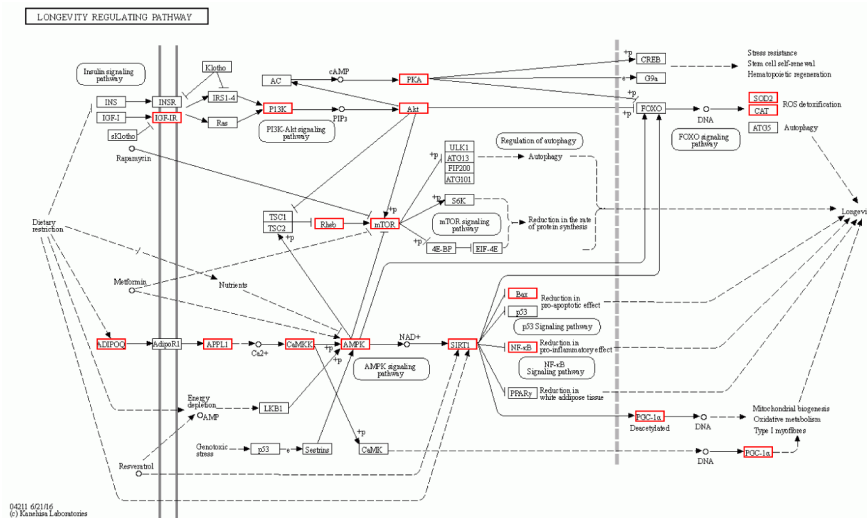 LONGEVITY REGULATING PATHWAY
Insulin signaling
pathway
Klotho
INS
INSR
IRS1-4
IGF-I
IGF-IR
Ras
sKlotho
Rapamycin
AC
cAMP
PKA
PI3K
PIPs
Akt
PI3K-Akt signaling
pathway
+p
CREB
e
G9a
+p
+p
FOXO
DNA
SOD2
CAT
ROS detoxification
ATG5
Autophagy
FOXO signaling
pathway
Stress resistance
Stem cell self-renewal
Hematopoietic regeneration
Regulation of autophagy
+p
ULK1
ATG13
FIP200
ATG101
Autophagy
TSC1
TSC2
+p
Rheb
+p
mTOR
+p
S6K
mTOR signaling
pathway
+p
4E-BP
EIF-4E
Reduction in the rate
of protein synthesis
Dietary
restriction
Longevi
Metformin
Nutrients
ADIPOQ
AdipoR1
APPL1
Ca2+
CaMKK
+p
+p
AMPK
NAD+
SIRT1
AMPK signaling
pathway
Bax
Reduction in
pro-apoptotic effect
p53
p53 Signaling pathway
NF-κB
Reduction in
pro-inflammatory effect
NF-κB
Signaling pathway
PPARγ
Reduction in
white adipose tissue
Energy
depletion
AMP
LKB1
Genotoxic
stress
p53
e
Sestrins
+p
CaMK
Resveratrol
PGC-1α
Deacetylated
DNA
Mitochondrial biogenesis
Oxidative metabolism
Type I myofibres
DNA
PGC-1α
04211 6/21/16
(c) Kanehisa Laboratories